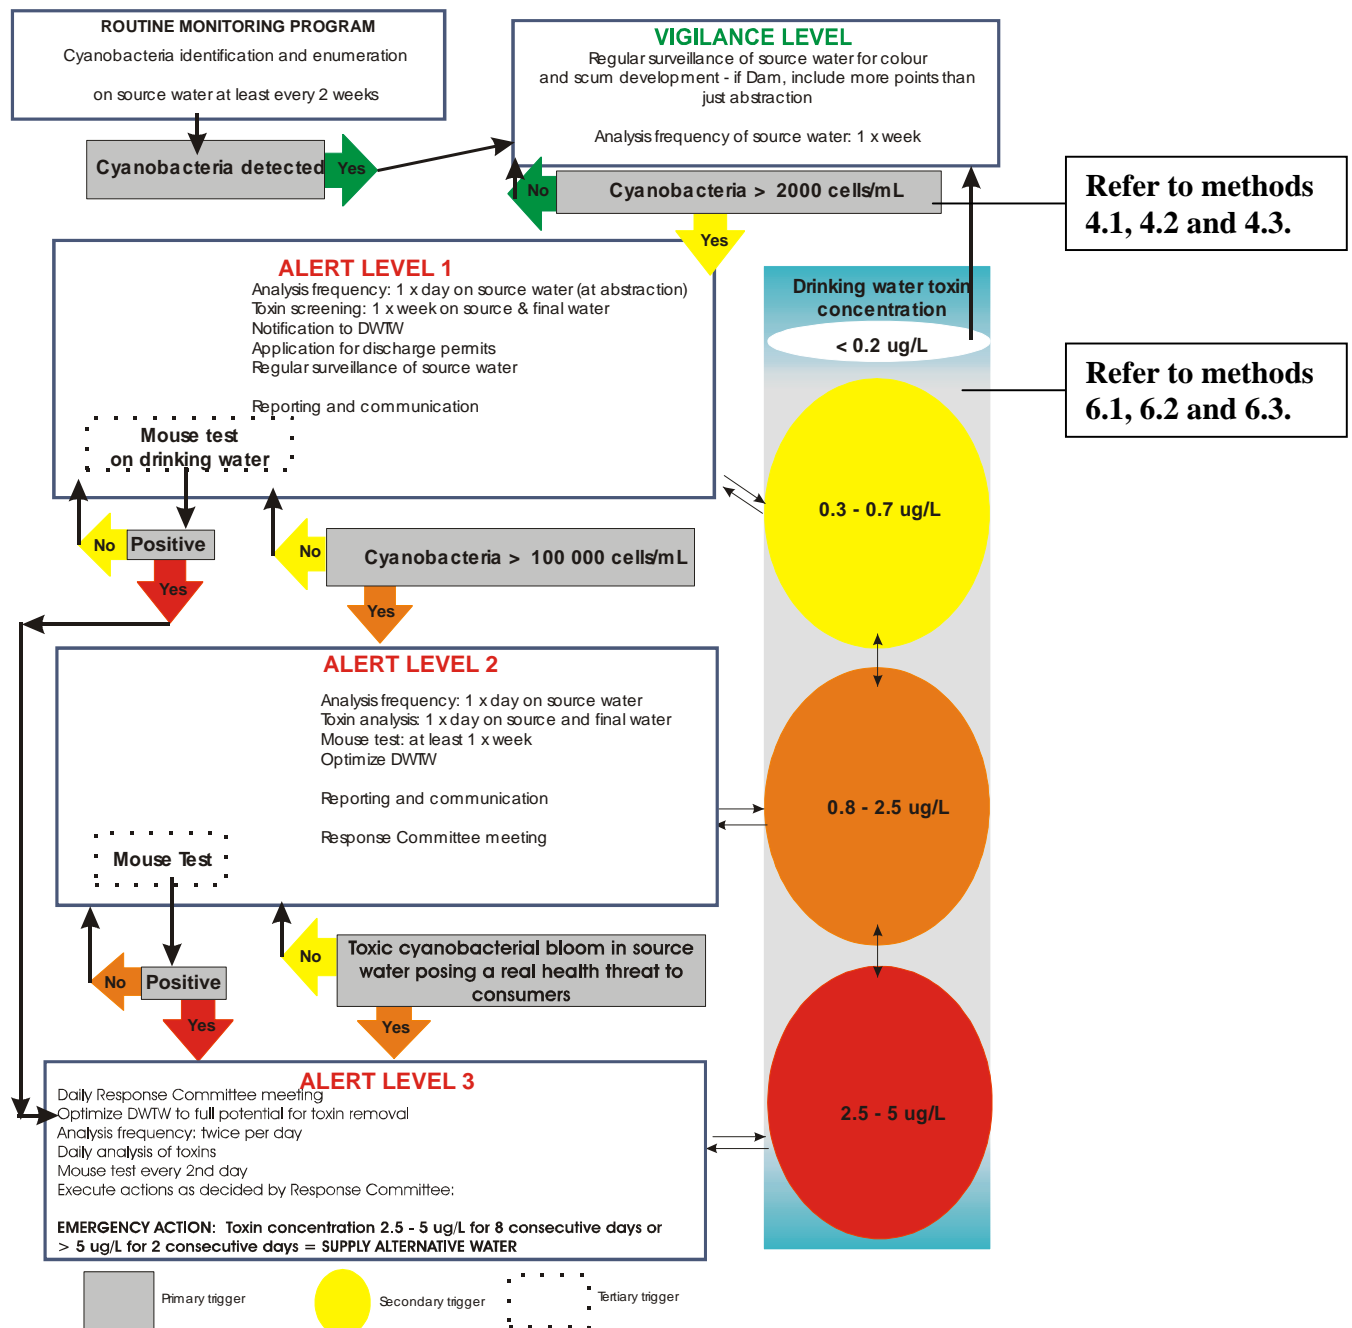 ROUTINE MONITORING PROGRAM
Cyanobacteria identification and enumeration
on source water at least every 2 weeks
Cyanobacteria detected
Yes
VIGILANCE LEVEL
Regular surveillance of source water for colour
and scum development - if Dam, include more points than
just abstraction
Analysis frequency of source water: 1 x week
No
Cyanobacteria > 2000 cells/mL
Yes
Refer to methods
4.1, 4.2 and 4.3.
ALERT LEVEL 1
Analysis frequency: 1 x day on source water (at abstraction)
Toxin screening: 1 x week on source & final water
Notification to DWTW
Application for discharge permits
Regular surveillance of source water
Reporting and communication
Mouse test
on drinking water
Drinking water toxin
concentration
< 0.2 ug/L
Refer to methods
6.1, 6.2 and 6.3.
0.3 - 0.7 ug/L
No
Positive
Yes
No
Cyanobacteria > 100 000 cells/mL
Yes
ALERT LEVEL 2
Analysis frequency: 1 x day on source water
Toxin analysis: 1 x day on source and final water
Mouse test: at least 1 x week
Optimize DWTW
Reporting and communication
Response Committee meeting
Mouse Test
0.8 - 2.5 ug/L
No
Positive
Yes
No
Toxic cyanobacterial bloom in source
water posing a real health threat to
consumers
Yes
ALERT LEVEL 3
Daily Response Committee meeting
Optimize DWTW to full potential for toxin removal
Analysis frequency: twice per day
Daily analysis of toxins
Mouse test every 2nd day
Execute actions as decided by Response Committee:
EMERGENCY ACTION: Toxin concentration 2.5 - 5 ug/L for 8 consecutive days or
> 5 ug/L for 2 consecutive days = SUPPLY ALTERNATIVE WATER
2.5 - 5 ug/L
Primary trigger
Secondary trigger
Tertiary trigger